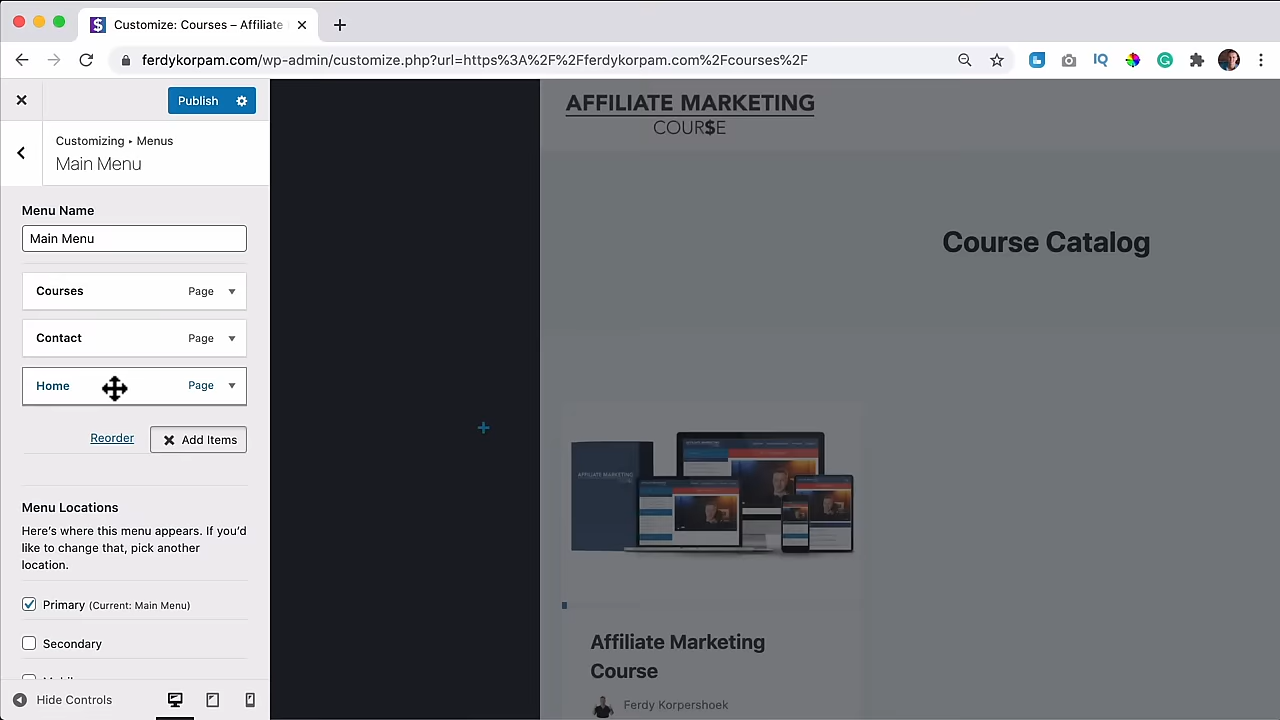 Customize: Courses – Affiliate
ferdykorpam.com/wp-admin/customize.php?url=https%3A%2F%2Fferdykorpam.com%2Fcourses%2F
IQ
Publish
Customizing ▸ Menus
Main Menu
Menu Name
Main Menu
Courses Page
Contact Page
Home Page
Reorder Add Items
Menu Locations
Here's where this menu appears. If you'd
like to change that, pick another
location.
Primary (Current: Main Menu)
Secondary
Hide Controls
AFFILIATE MARKETING
COUR$E
Course Catalog
AFFILIATE MARKETING
Affiliate Marketing
Course
Ferdy Korpershoek